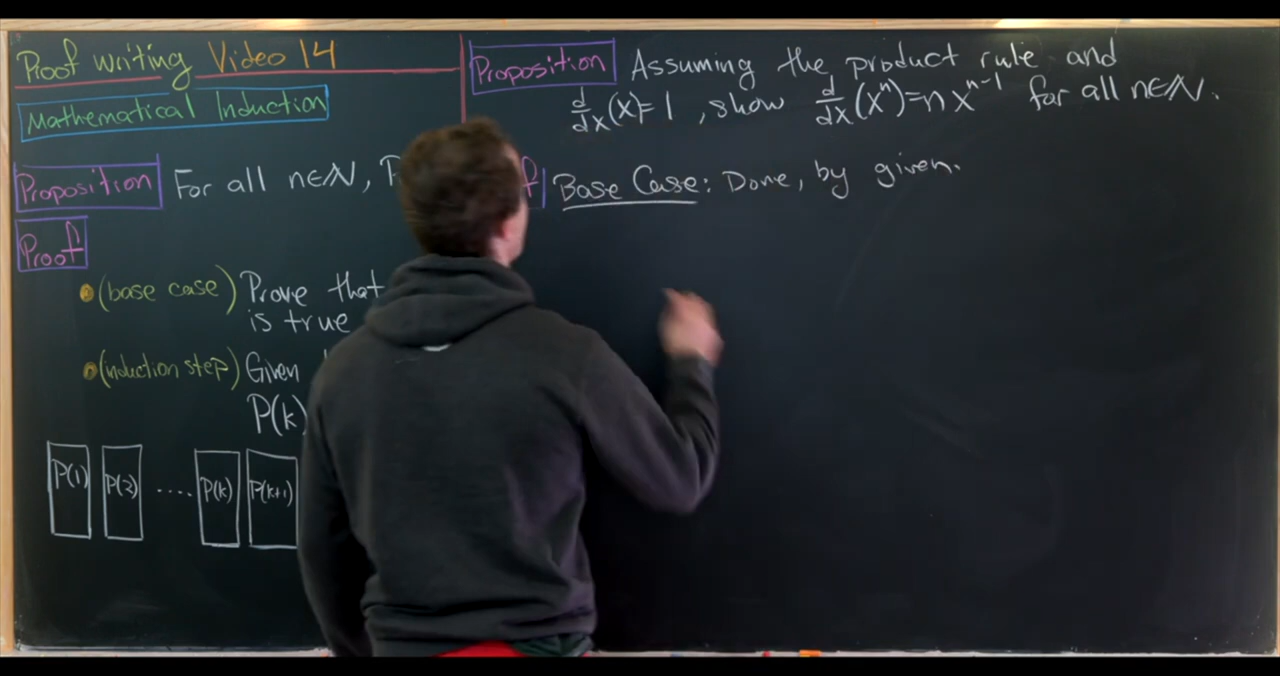 Proof writing Video 14
Mathematical Induction
Proposition For all n∈ℕ, P
Proof
(base case) Prove that
is true
(induction step) Given
P(k)
P(1) P(2) .... P(k) P(k+1)
Proposition Assuming the product rule and
d/dx(x)=1, show d/dx(xⁿ)=n xⁿ⁻¹ for all n∈ℕ.
f Base Case: Done, by given.